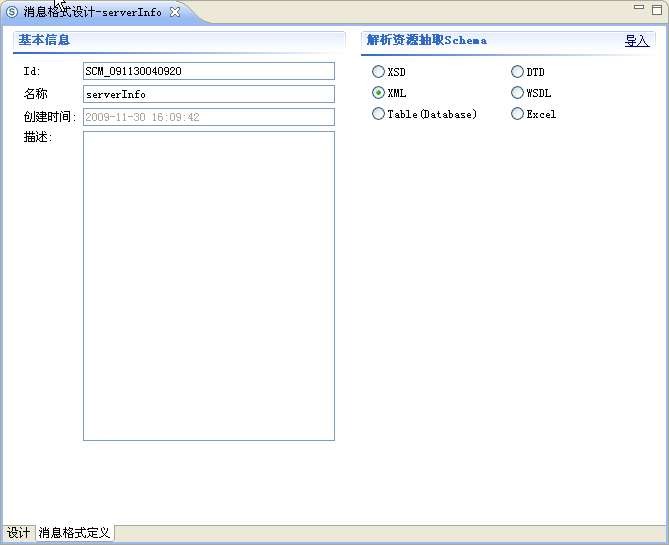 消息格式设计-serverInfo
基本信息
Id: SCM_091130040920
名称 serverInfo
创建时间: 2009-11-30 16:09:42
描述:
解析资源抽取Schema 导入
XSD DTD
XML WSDL
Table(Database) Excel
设计 消息格式定义